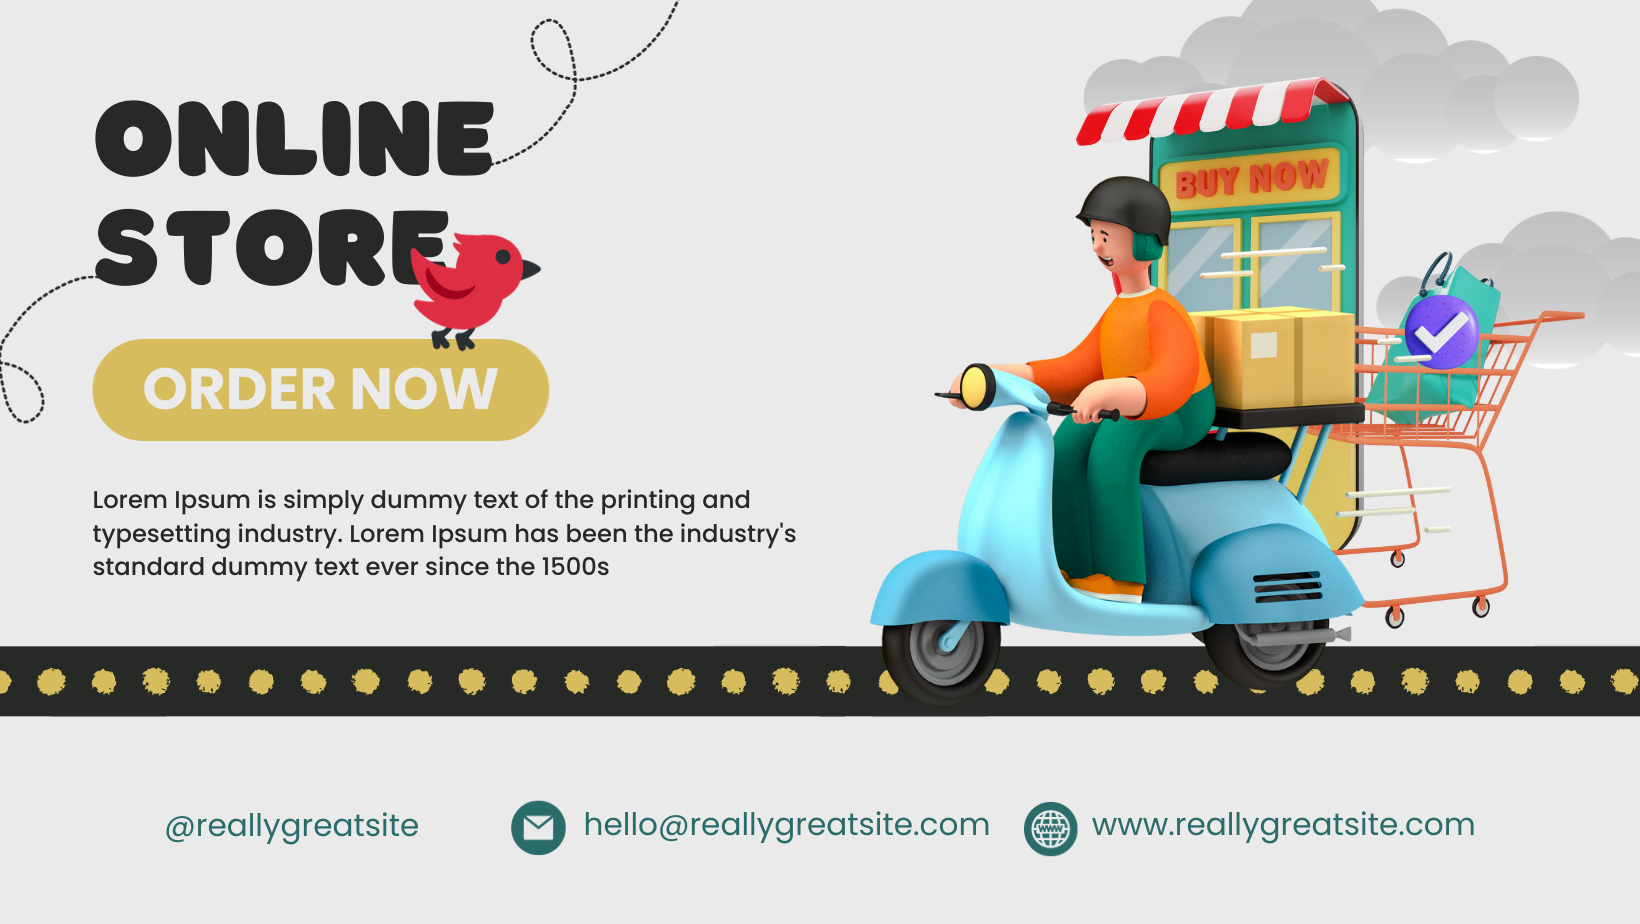 ONLINE
STORE
BUY NOW
ORDER NOW
Lorem Ipsum is simply dummy text of the printing and
typesetting industry. Lorem Ipsum has been the industry's
standard dummy text ever since the 1500s
@reallygreatsite
hello@reallygreatsite.com
www
www.reallygreatsite.com